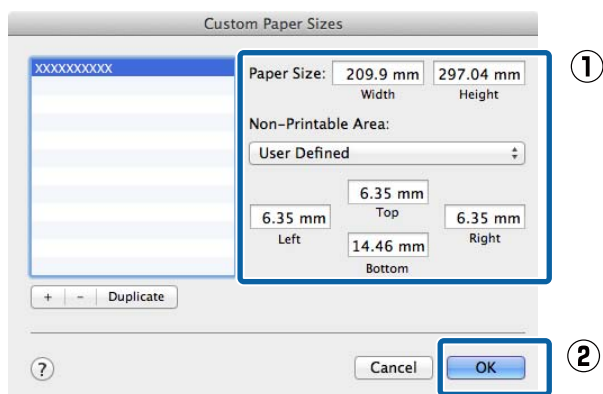 Custom Paper Sizes
XXXXXXXXXX
Paper Size: 209.9 mm 297.04 mm
Width Height
Non-Printable Area:
User Defined
6.35 mm
Top
6.35 mm 6.35 mm
Left Right
14.46 mm
Bottom
+ - Duplicate
? Cancel OK
①
②